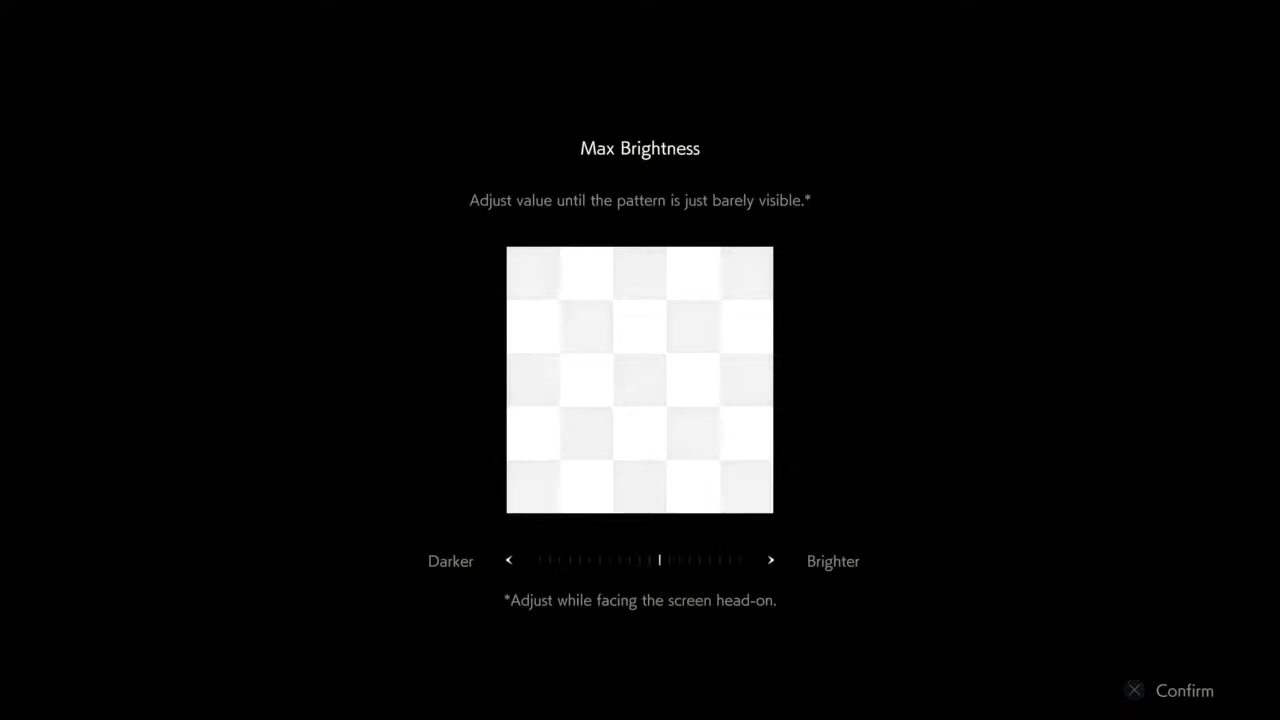 Max Brightness
Adjust value until the pattern is just barely visible.*
Darker
Brighter
*Adjust while facing the screen head-on.
Confirm